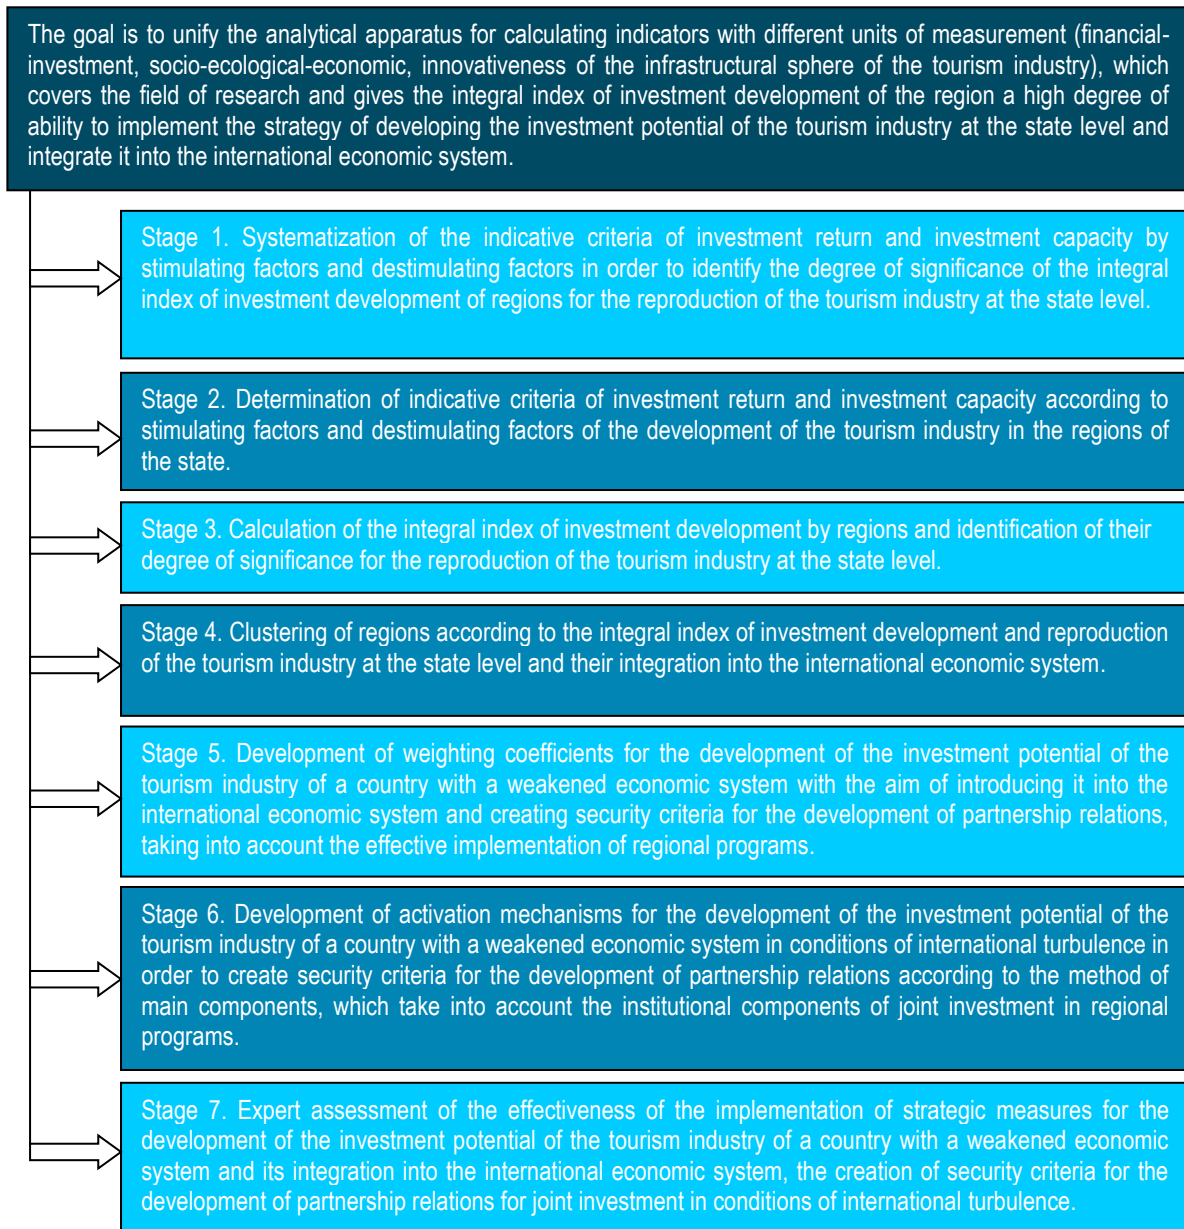 The goal is to unify the analytical apparatus for calculating indicators with different units of measurement (financial-
investment, socio-ecological-economic, innovativeness of the infrastructural sphere of the tourism industry), which
covers the field of research and gives the integral index of investment development of the region a high degree of
ability to implement the strategy of developing the investment potential of the tourism industry at the state level and
integrate it into the international economic system.
Stage 1. Systematization of the indicative criteria of investment return and investment capacity by
stimulating factors and destimulating factors in order to identify the degree of significance of the integral
index of investment development of regions for the reproduction of the tourism industry at the state level.
Stage 2. Determination of indicative criteria of investment return and investment capacity according to
stimulating factors and destimulating factors of the development of the tourism industry in the regions of
the state.
Stage 3. Calculation of the integral index of investment development by regions and identification of their
degree of significance for the reproduction of the tourism industry at the state level.
Stage 4. Clustering of regions according to the integral index of investment development and reproduction
of the tourism industry at the state level and their integration into the international economic system.
Stage 5. Development of weighting coefficients for the development of the investment potential of the
tourism industry of a country with a weakened economic system with the aim of introducing it into the
international economic system and creating security criteria for the development of partnership relations,
taking into account the effective implementation of regional programs.
Stage 6. Development of activation mechanisms for the development of the investment potential of the
tourism industry of a country with a weakened economic system in conditions of international turbulence in
order to create security criteria for the development of partnership relations according to the method of
main components, which take into account the institutional components of joint investment in regional
programs.
Stage 7. Expert assessment of the effectiveness of the implementation of strategic measures for the
development of the investment potential of the tourism industry of a country with a weakened economic
system and its integration into the international economic system, the creation of security criteria for the
development of partnership relations for joint investment in conditions of international turbulence.